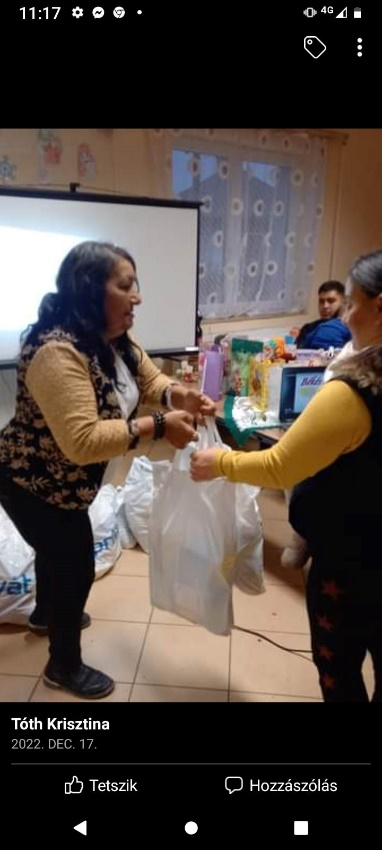 11:17
4G
Tóth Krisztina
2022. DEC. 17.
Tetszik
Hozzászólás